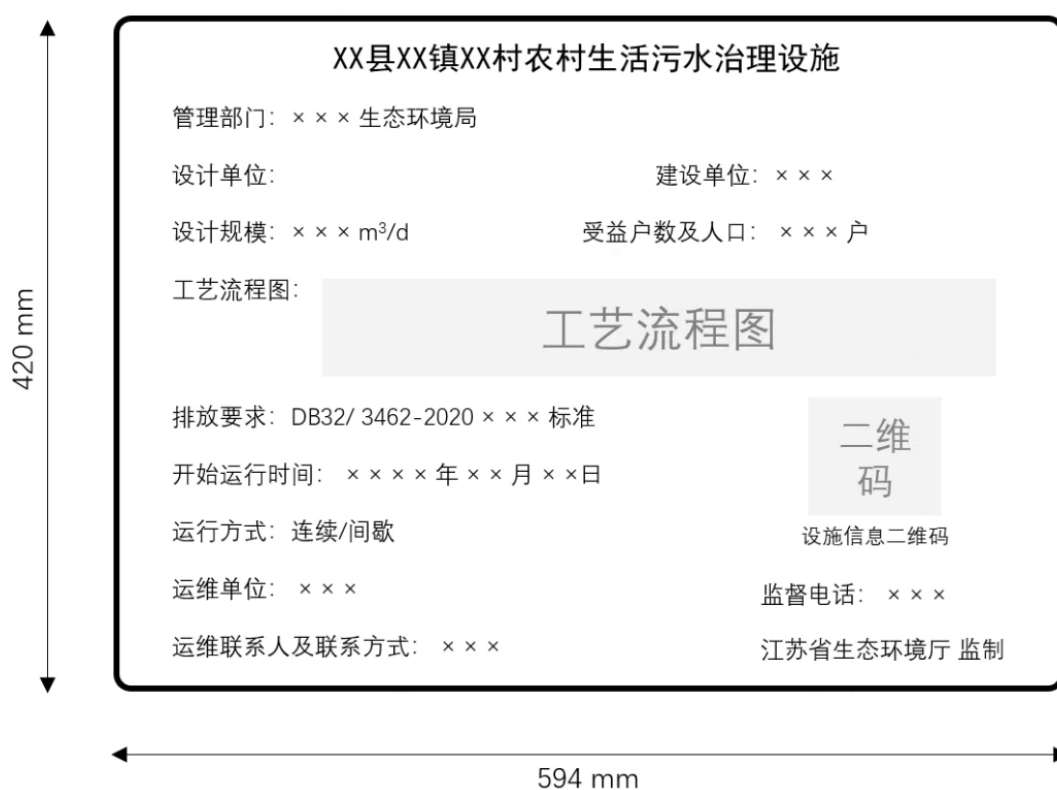 XX县XX镇XX村农村生活污水治理设施
管理部门：× × × 生态环境局
设计单位：
建设单位：× × ×
设计规模：× × × m³/d
受益户数及人口：× × × 户
工艺流程图：
工艺流程图
排放要求：DB32/ 3462-2020 × × × 标准
开始运行时间：× × × × 年 × × 月 × ×日
运行方式：连续/间歇
运维单位：× × ×
运维联系人及联系方式：× × ×
二维
码
设施信息二维码
监督电话：× × ×
江苏省生态环境厅 监制
420 mm
594 mm